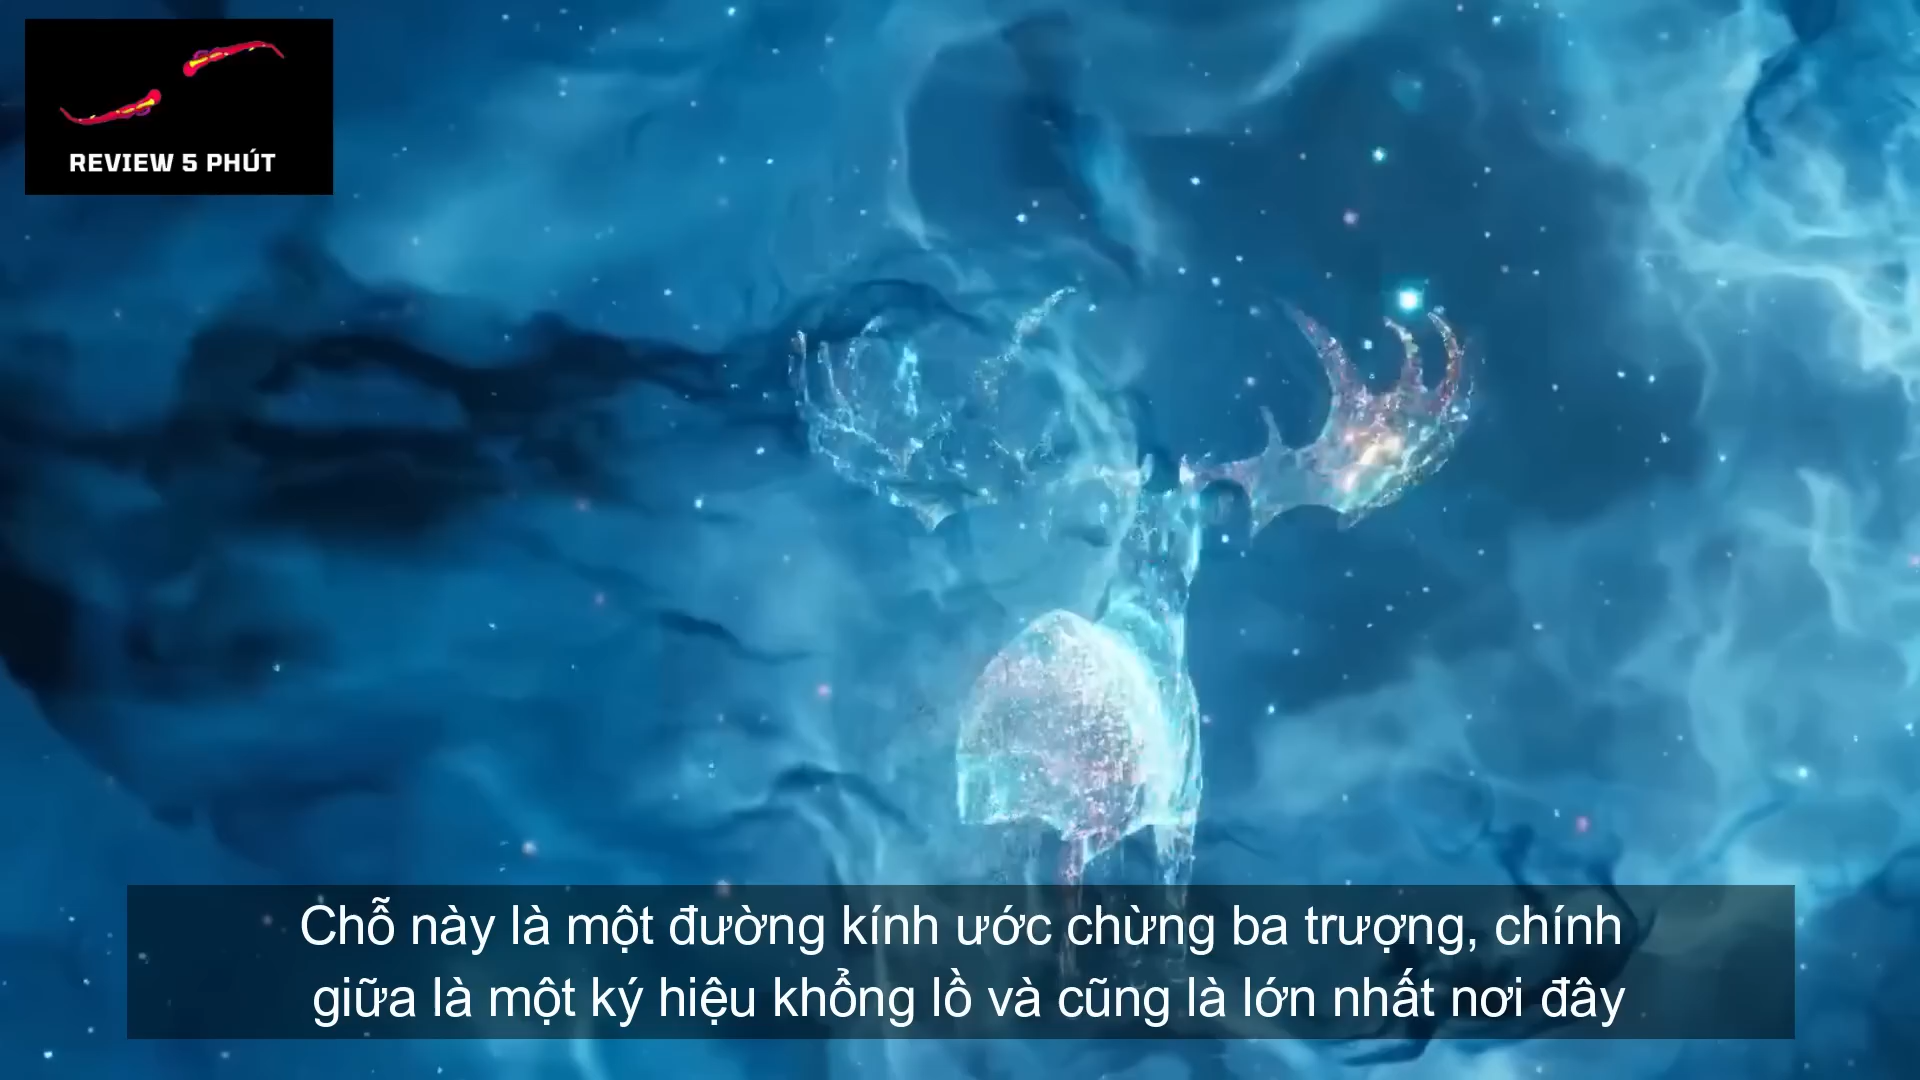 REVIEW 5 PHÚT
Chỗ này là một đường kính ước chừng ba trượng, chính
giữa là một ký hiệu khổng lồ và cũng là lớn nhất nơi đây